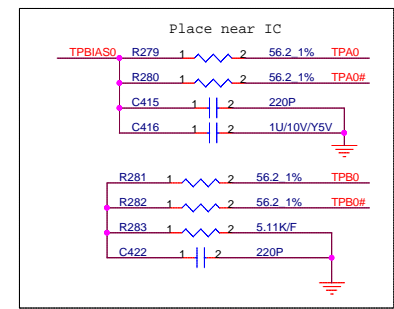 Place near IC
TPBIAS0 R279 1 2 56.2_1% TPA0
R280 1 2 56.2_1% TPA0#
C415 1 2 220P
C416 1 2 1U/10V/Y5V
R281 1 2 56.2_1% TPB0
R282 1 2 56.2_1% TPB0#
R283 1 2 5.11K/F
C422 1 2 220P